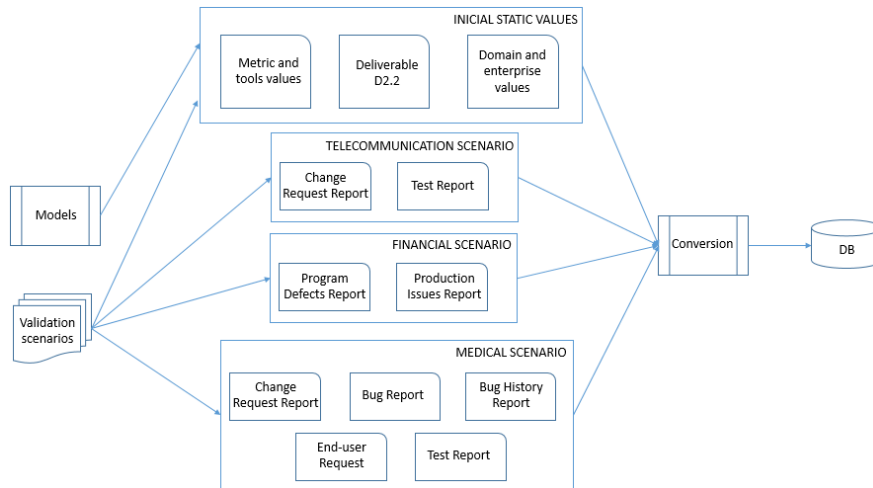 INICIAL STATIC VALUES
Metric and
tools values
Deliverable
D2.2
Domain and
enterprise
values
TELECOMMUNICATION SCENARIO
Change
Request Report
Test Report
Models
FINANCIAL SCENARIO
Conversion
DB
Program
Defects Report
Production
Issues Report
Validation
scenarios
MEDICAL SCENARIO
Change
Request Report
Bug Report
Bug History
Report
End-user
Request
Test Report